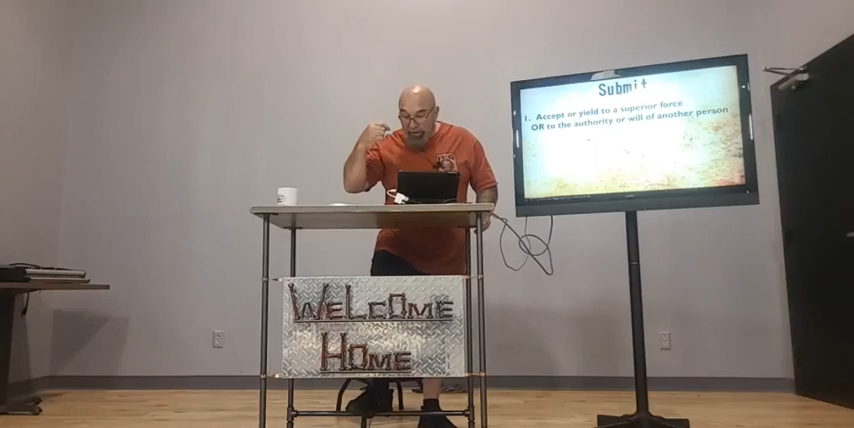 Submit
1. Accept or yield to a superior force
OR to the authority or will of another person
WELCOME
HOME